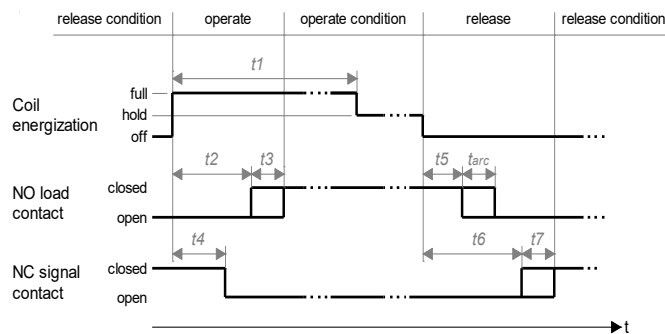 release condition operate operate condition release release condition
t1
full
Coil energization
hold
off
t2 t3 t5 tarc
closed
NO load contact
open
t4 t6 t7
closed
NC signal contact
open
t